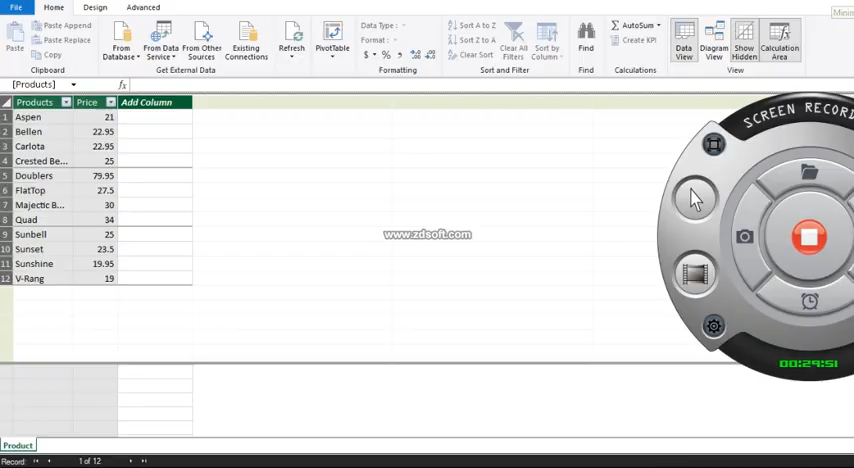 File Home Design Advanced
Paste
Paste Append
Paste Replace
Copy
Clipboard
From Database
From Data Service
From Other Sources
Existing Connections
Get External Data
Refresh
PivotTable
Data Type :
Format :
$ % ,
Formatting
Sort A to Z
Sort Z to A
Clear Sort
Clear All Filters
Sort by Column
Sort and Filter
Find
Find
AutoSum
Create KPI
Calculations
Data View
Diagram View
Show Hidden
Calculation Area
View
[Products] fx
Products Price Add Column
1 Aspen 21
2 Bellen 22.95
3 Carlota 22.95
4 Crested Be... 25
5 Doublers 79.95
6 FlatTop 27.5
7 Majectic B... 30
8 Quad 34
9 Sunbell 25
10 Sunset 23.5
11 Sunshine 19.95
12 V-Rang 19
www.zdsoft.com
SCREEN RECORD
00:29:51
Product
Record: 1 of 12